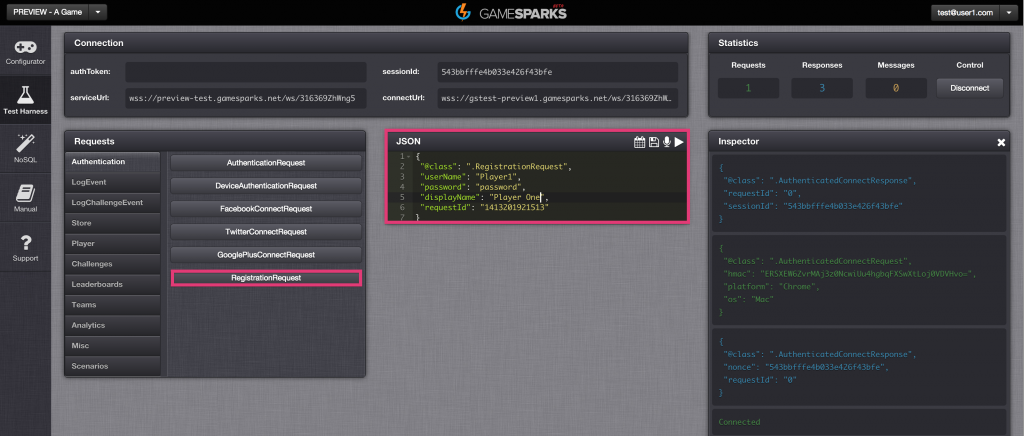 PREVIEW - A Game
GAMESPARKS BETA
test@user1.com
Configurator
Test Harness
NoSQL
Manual
Support
Connection
authToken:
sessionId:
543bbfffe4b033e426f43bfe
serviceUrl:
wss://preview-test.gamesparks.net/ws/316369ZhWng5
connectUrl:
wss://gstest-preview1.gamesparks.net/ws/316369ZhW…
Statistics
Requests Responses Messages Control
1 3 0 Disconnect
Requests
Authentication
LogEvent
LogChallengeEvent
Store
Player
Challenges
Leaderboards
Teams
Analytics
Misc
Scenarios
AuthenticationRequest
DeviceAuthenticationRequest
FacebookConnectRequest
TwitterConnectRequest
GooglePlusConnectRequest
RegistrationRequest
JSON
1 {
2 "@class": ".RegistrationRequest",
3 "userName": "Player1",
4 "password": "password",
5 "displayName": "Player One",
6 "requestId": "1413201921513"
7 }
Inspector
{
"@class": ".AuthenticatedConnectResponse",
"requestId": "0",
"sessionId": "543bbfffe4b033e426f43bfe"
}
{
"@class": ".AuthenticatedConnectRequest",
"hmac":
"platform": "Chrome",
"os": "Mac"
}
{
"@class": ".AuthenticatedConnectResponse",
"nonce": "543bbfffe4b033e426f43bfe",
"requestId": "0"
}
Connected